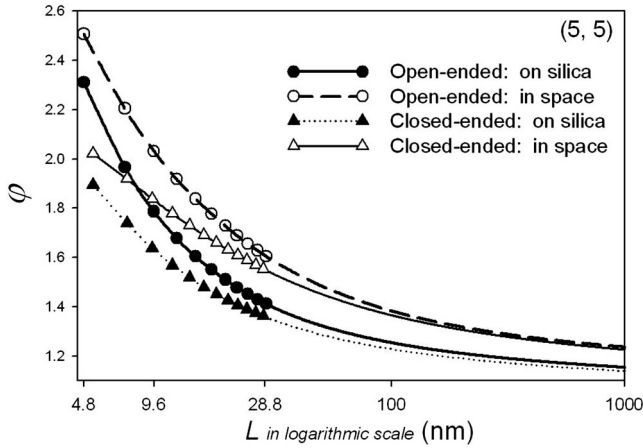 2.6
(5, 5)
2.4
Open-ended: on silica
Open-ended: in space
2.2
Closed-ended: on silica
Closed-ended: in space
2.0
φ
1.8
1.6
1.4
1.2
4.8 9.6 28.8 100 1000
L in logarithmic scale (nm)